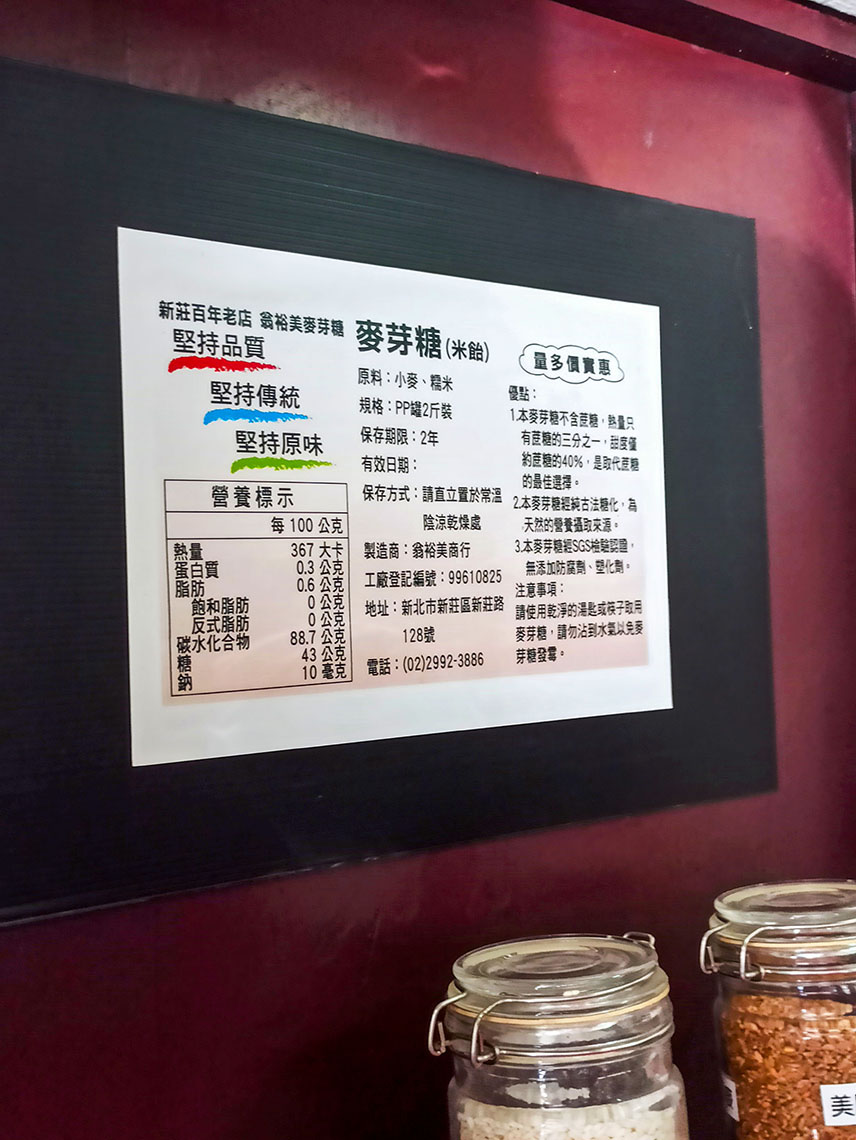 新莊百年老店 翁裕美麥芽糖
堅持品質
堅持傳統
堅持原味
營養標示
每 100 公克
熱量 367 大卡
蛋白質 0.3 公克
脂肪 0.6 公克
飽和脂肪 0 公克
反式脂肪 0 公克
碳水化合物 88.7 公克
糖 43 公克
鈉 10 毫克
麥芽糖(米飴)
原料：小麥、糯米
規格：PP罐2斤裝
保存期限：2年
有效日期：
保存方式：請直立置於常溫
陰涼乾燥處
製造商：翁裕美商行
工廠登記編號：99610825
地址：新北市新莊區新莊路
128號
電話：(02)2992-3886
量多價實惠
優點：
1.本麥芽糖不含蔗糖，熱量只
有蔗糖的三分之一，甜度僅
約蔗糖的40%，是取代蔗糖
的最佳選擇。
2.本麥芽糖經純古法糖化，為
天然的營養攝取來源。
3.本麥芽糖經SGS檢驗認證，
無添加防腐劑、塑化劑。
注意事項：
請使用乾淨的湯匙或筷子取用
麥芽糖，請勿沾到水氣以免麥
芽糖發霉。
美